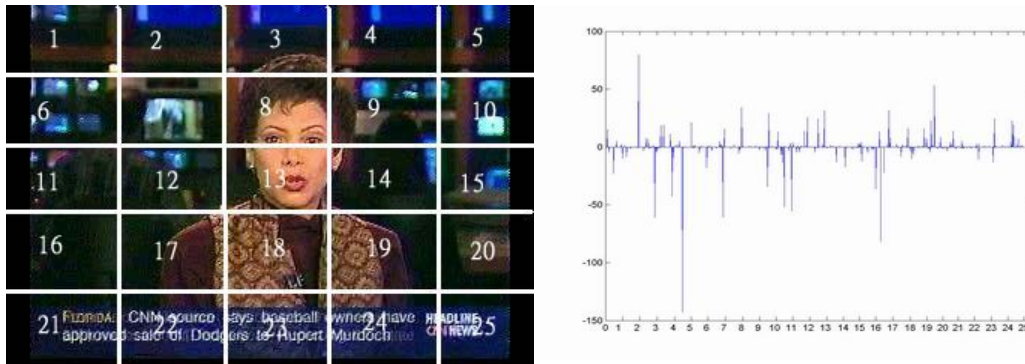 1 2 3 4 5
6 7 8 9 10
11 12 13 14 15
16 17 18 19 20
21 22 23 24 25
FLORIDA: CNN source says baseball owners have
approved sale of Dodgers to Rupert Murdoch
HEADLINE
CNN NEWS
100
50
0
-50
-100
-150
0 1 2 3 4 5 6 7 8 9 10 11 12 13 14 15 16 17 18 19 20 21 22 23 24 25